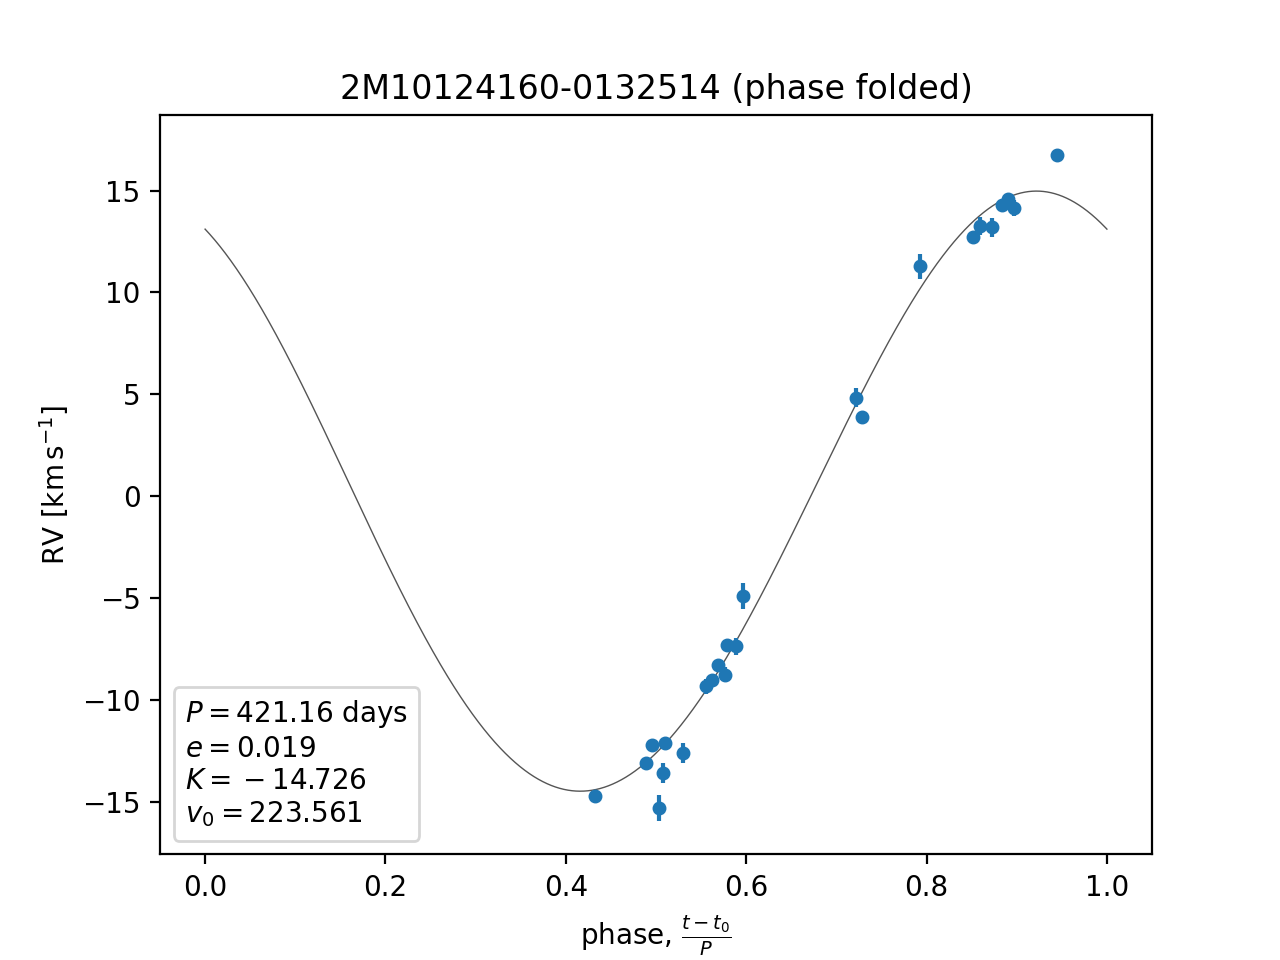 2M10124160-0132514 (phase folded)
15
10
5
0
−5
−10
−15
RV [km s⁻¹]
P = 421.16 days
e = 0.019
K = −14.726
v₀ = 223.561
0.0 0.2 0.4 0.6 0.8 1.0
phase, (t − t₀)/P